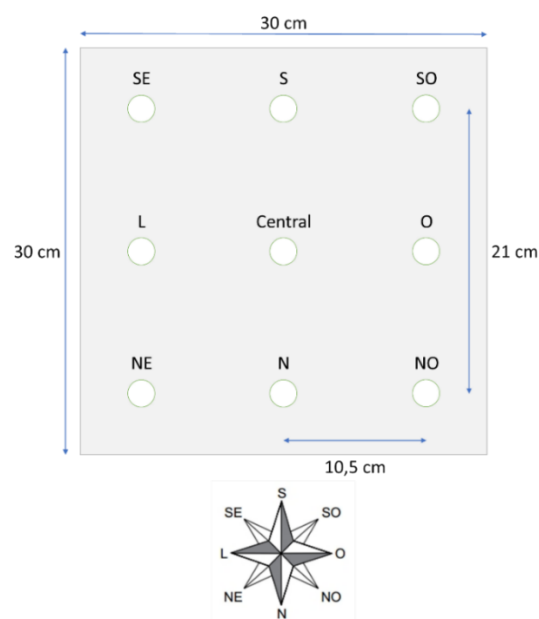 30 cm
SE S SO
L Central O
30 cm 21 cm
NE N NO
10,5 cm
S
SE SO
L O
NE NO
N